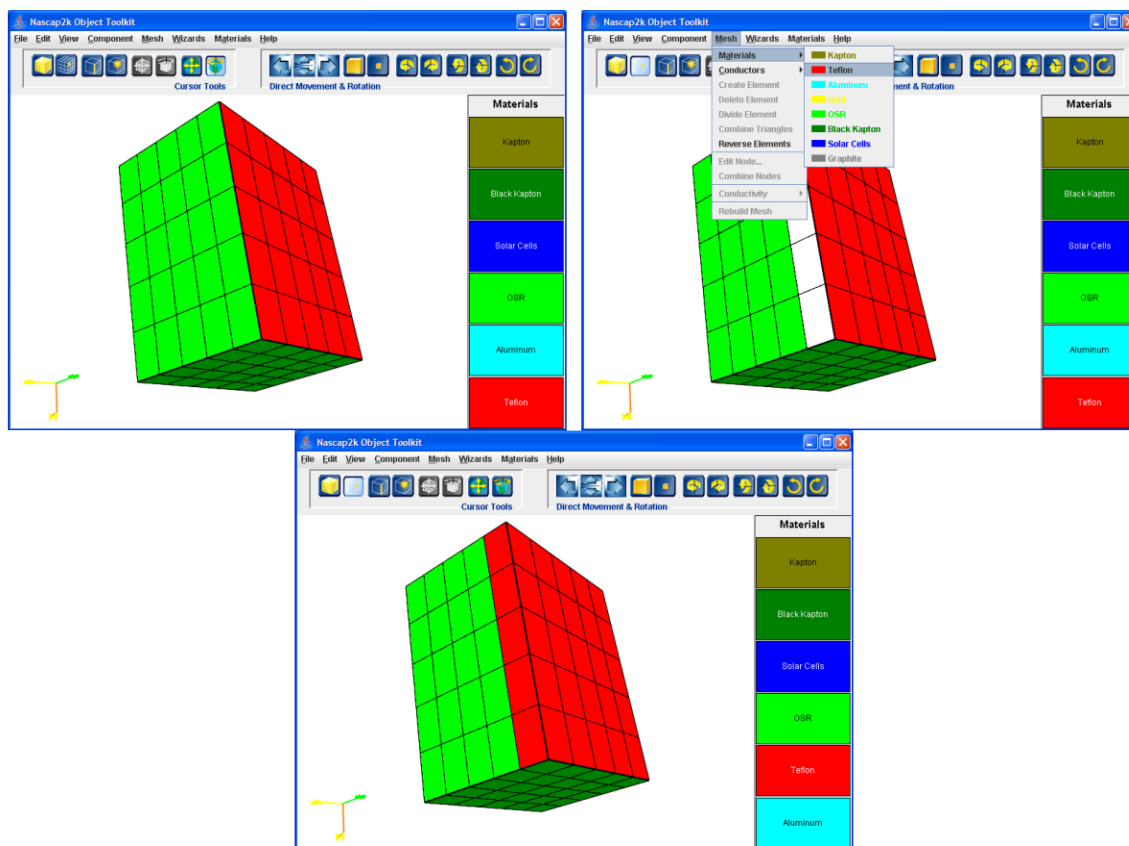 Nascap2k Object Toolkit
File Edit View Component Mesh Wizards Materials Help
Cursor Tools
Direct Movement & Rotation
Materials
Kapton
Black Kapton
Solar Cells
OSR
Aluminum
Teflon
Nascap2k Object Toolkit
File Edit View Component Mesh Wizards Materials Help
Materials
Conductors
Create Element
Delete Element
Divide Element
Combine Triangles
Reverse Elements
Edit Node...
Combine Nodes
Conductivity
Rebuild Mesh
Kapton
Teflon
Aluminum
Gold
OSR
Black Kapton
Solar Cells
Graphite
ement & Rotation
Materials
Kapton
Black Kapton
Solar Cells
OSR
Aluminum
Teflon
Nascap2k Object Toolkit
File Edit View Component Mesh Wizards Materials Help
Cursor Tools
Direct Movement & Rotation
Materials
Kapton
Black Kapton
Solar Cells
OSR
Teflon
Aluminum